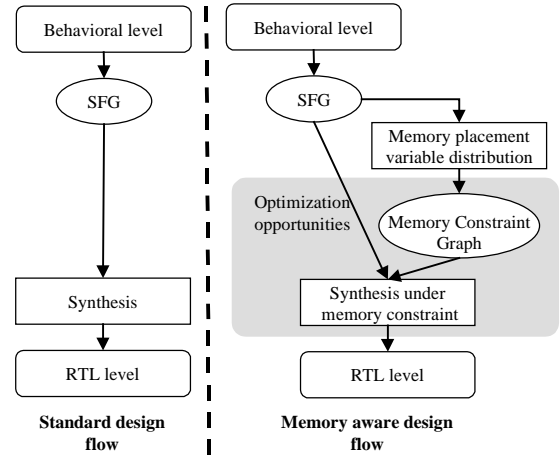 Behavioral level
SFG
Synthesis
RTL level
Standard design
flow
Behavioral level
SFG
Memory placement
variable distribution
Optimization
opportunities
Memory Constraint
Graph
Synthesis under
memory constraint
RTL level
Memory aware design
flow